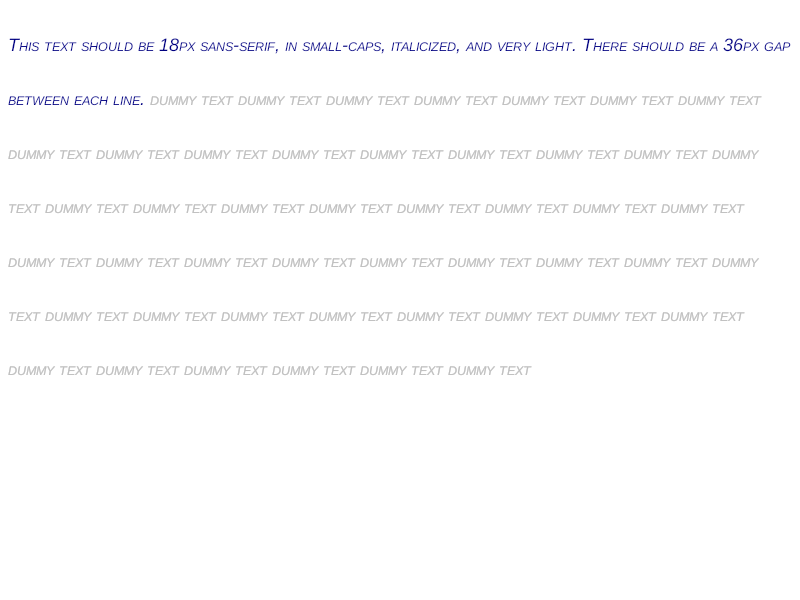 This text should be 18px sans-serif, in small-caps, italicized, and very light. There should be a 36px gap
between each line. dummy text dummy text dummy text dummy text dummy text dummy text dummy text
dummy text dummy text dummy text dummy text dummy text dummy text dummy text dummy text dummy
text dummy text dummy text dummy text dummy text dummy text dummy text dummy text dummy text
dummy text dummy text dummy text dummy text dummy text dummy text dummy text dummy text dummy
text dummy text dummy text dummy text dummy text dummy text dummy text dummy text dummy text
dummy text dummy text dummy text dummy text dummy text dummy text